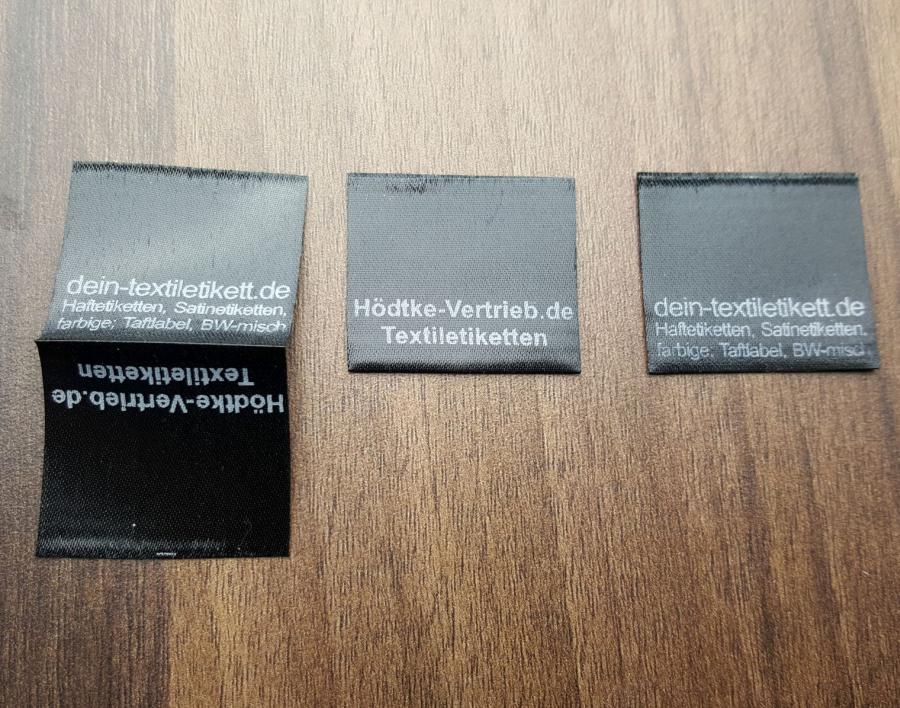 dein-textiletikett.de
Haftetiketten, Satinetiketten,
farbige, Taftlabel, BW-misch
Hödtke-Vertrieb.de
Textiletiketten
Hödtke-Vertrieb.de
Textiletiketten
dein-textiletikett.de
Haftetiketten, Satinetiketten,
farbige, Taftlabel, BW-misch